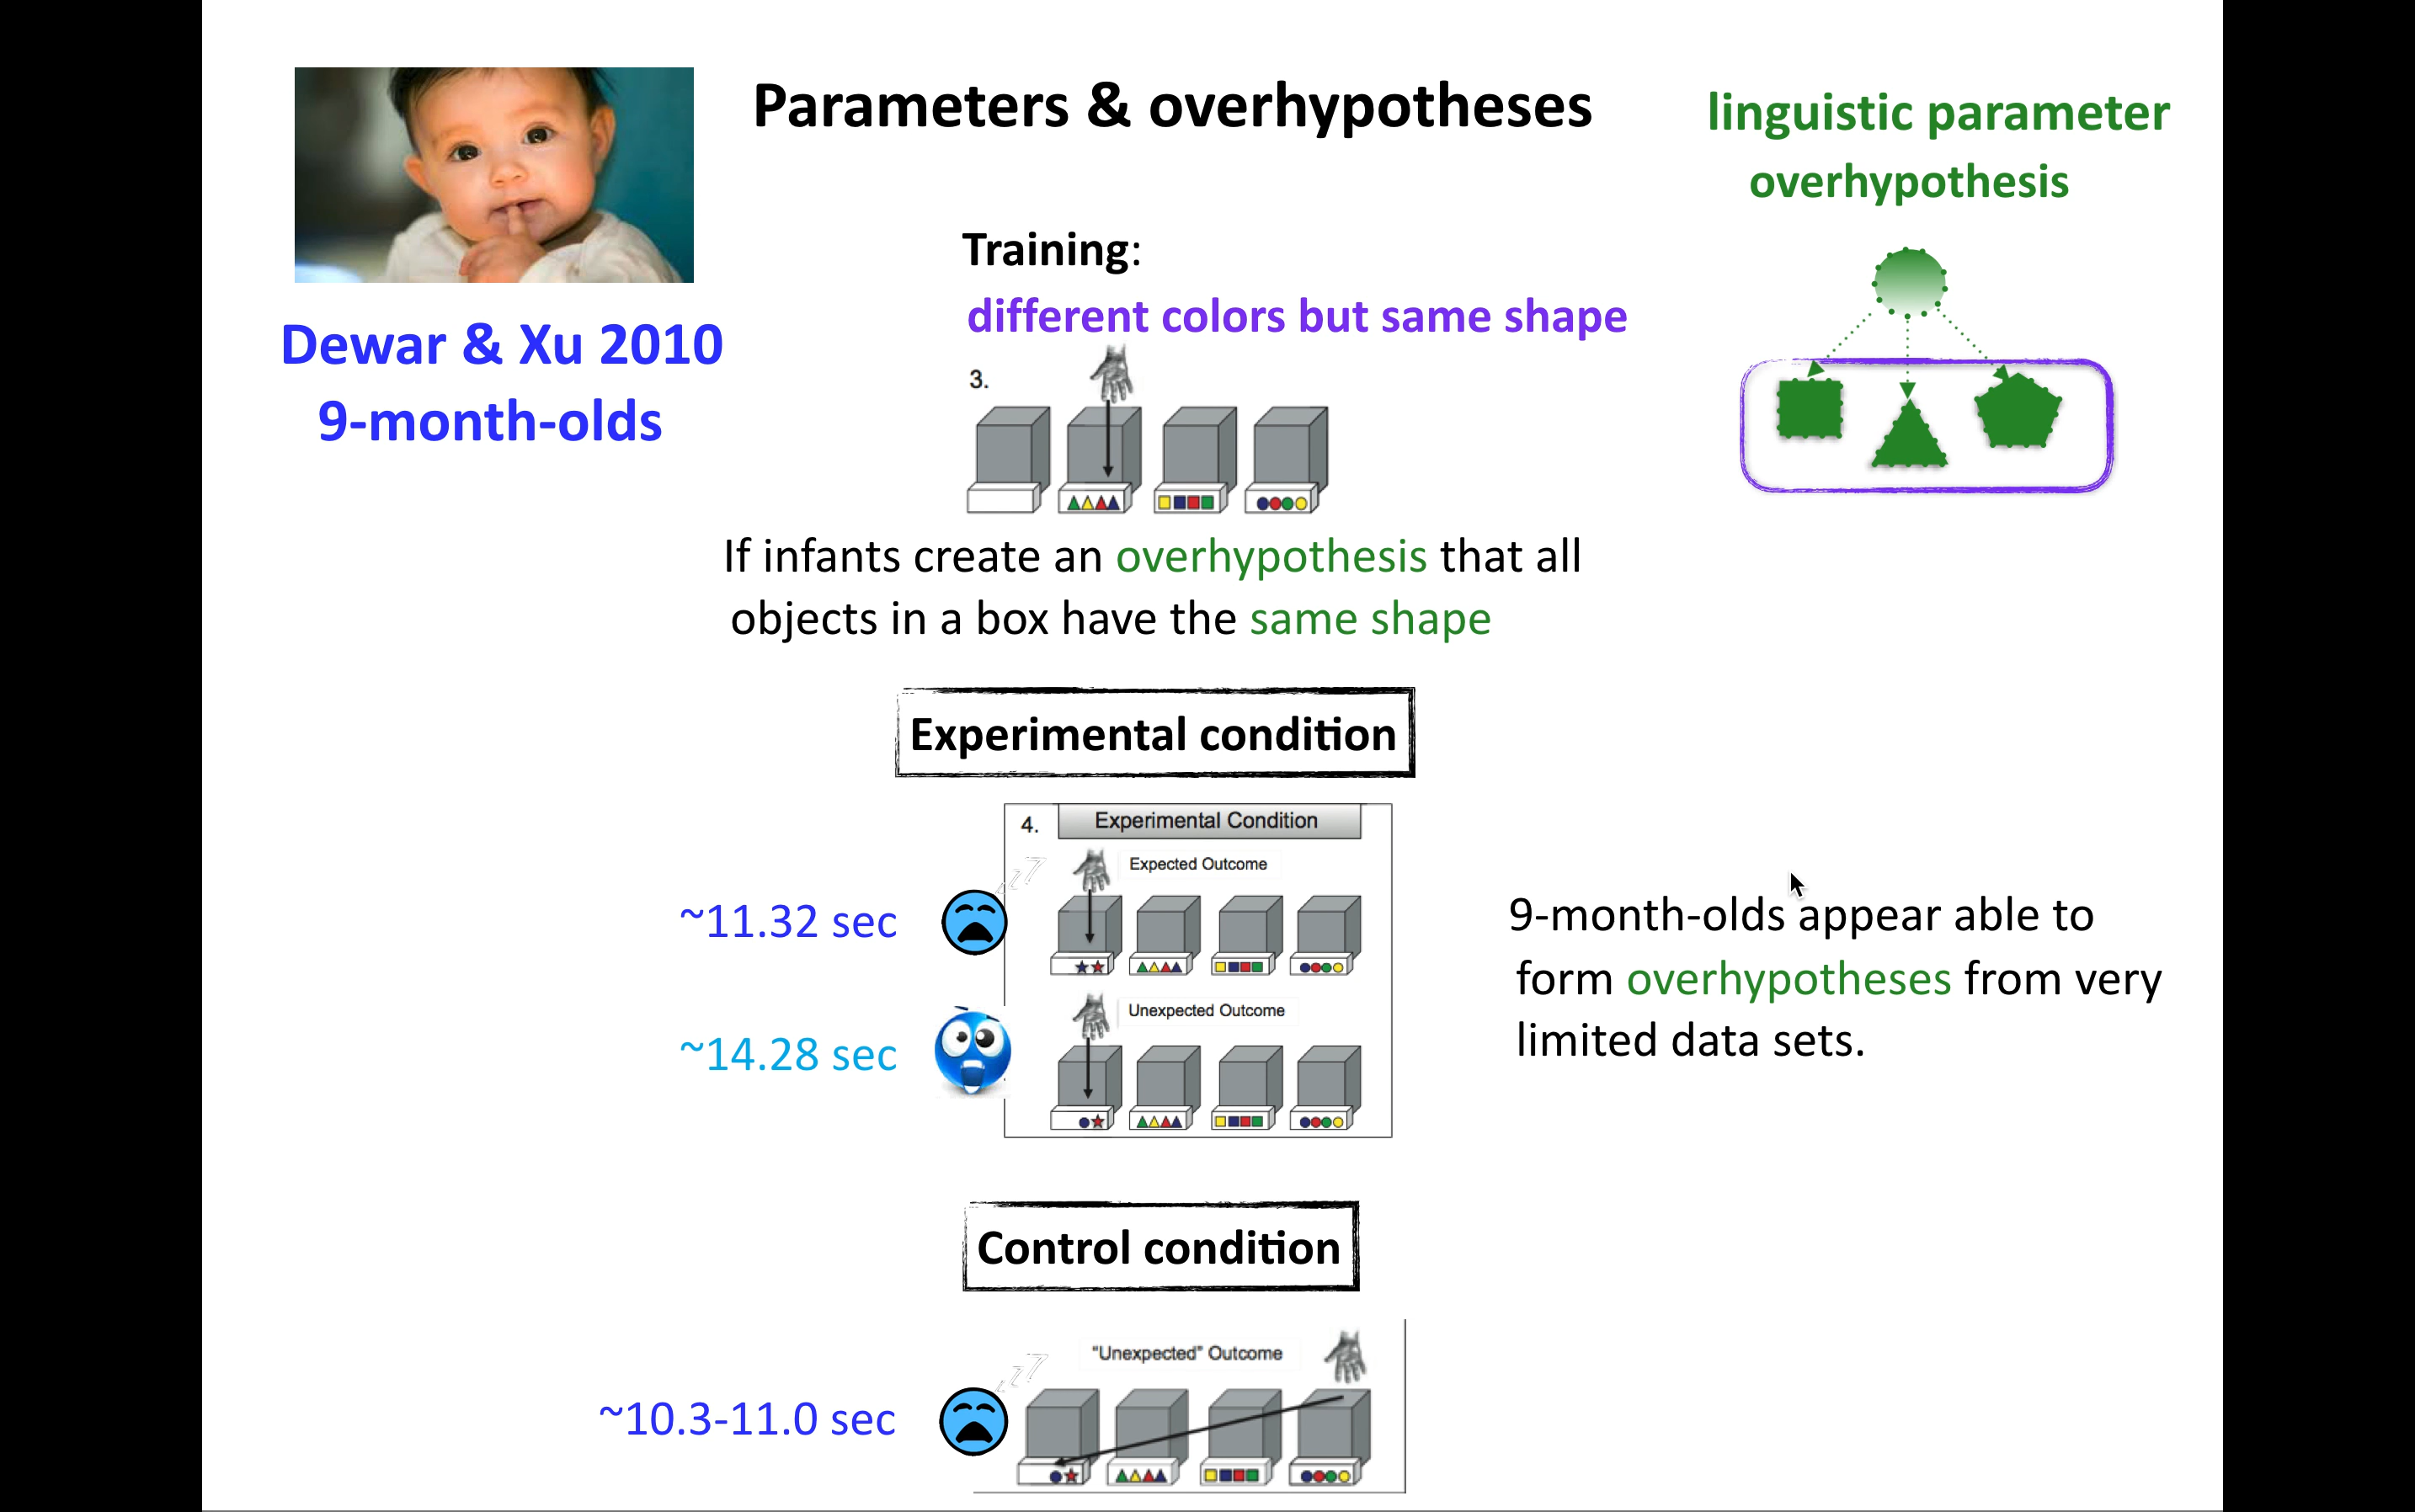 Parameters & overhypotheses
linguistic parameter
overhypothesis
Dewar & Xu 2010
9-month-olds
Training:
different colors but same shape
3.
If infants create an overhypothesis that all
objects in a box have the same shape
Experimental condition
4.
Experimental Condition
Expected Outcome
~11.32 sec
Unexpected Outcome
~14.28 sec
9-month-olds appear able to
form overhypotheses from very
limited data sets.
Control condition
"Unexpected" Outcome
~10.3-11.0 sec